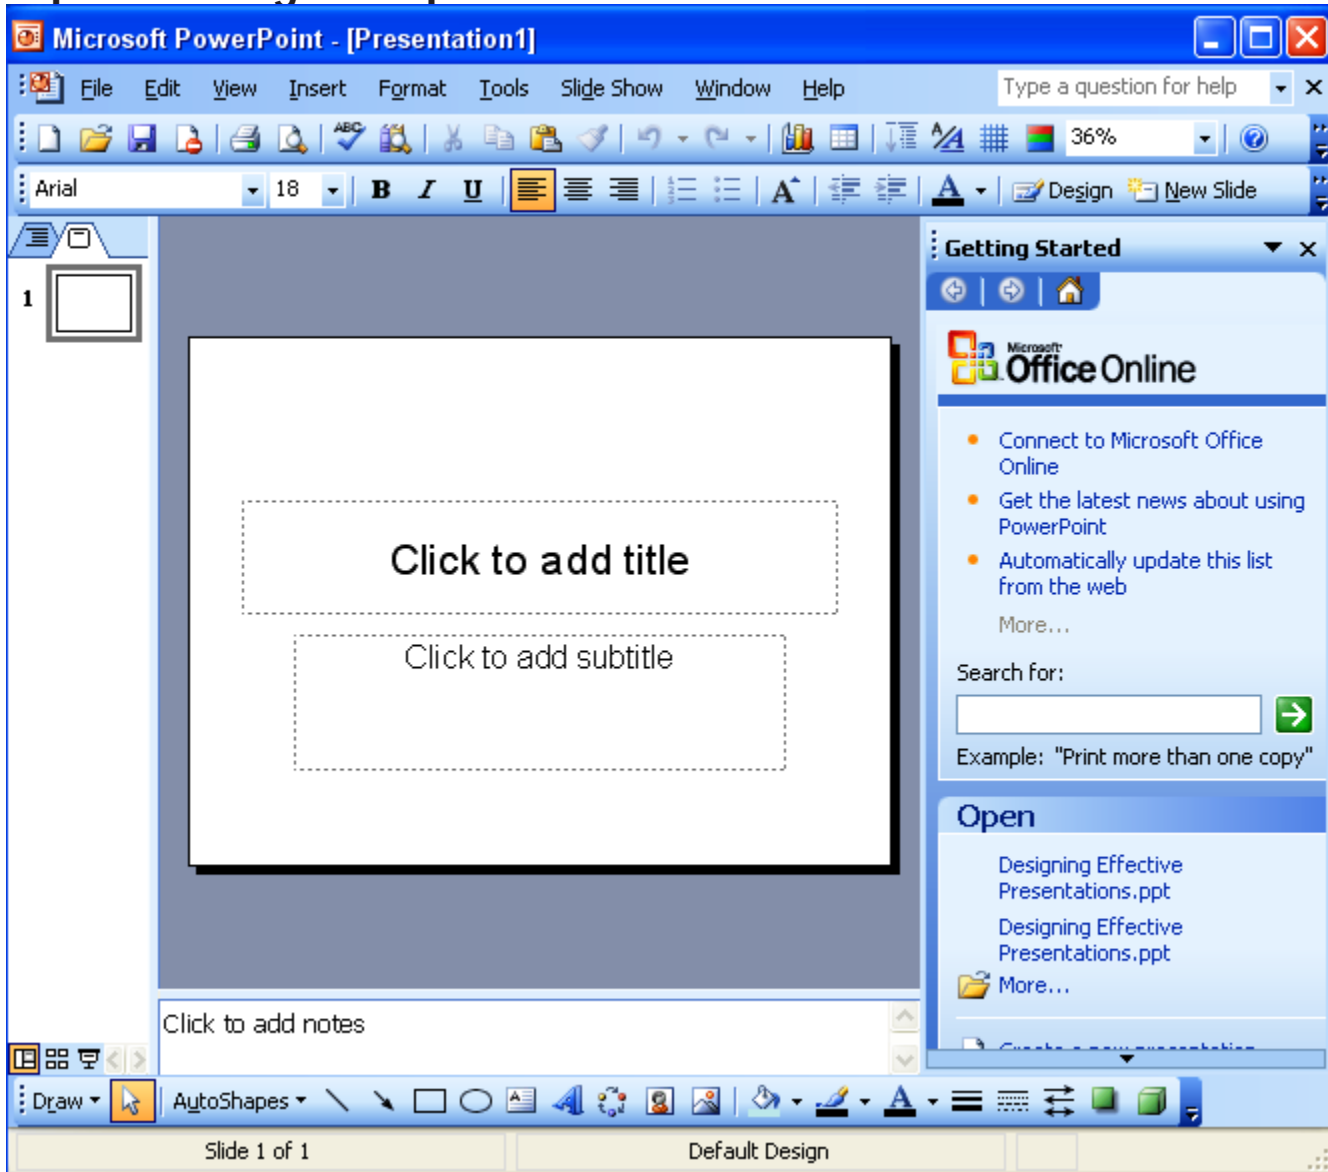 Microsoft PowerPoint - [Presentation1]
File Edit View Insert Format Tools Slide Show Window Help Type a question for help
ABC 36%
Arial 18 B I U A A Design New Slide
Getting Started
1
Microsoft
Office Online
Connect to Microsoft Office
Online
Get the latest news about using
PowerPoint
Automatically update this list
from the web
More...
Search for:
Example: "Print more than one copy"
Click to add title
Click to add subtitle
Open
Designing Effective
Presentations.ppt
Designing Effective
Presentations.ppt
More...
Create a new presentation
Click to add notes
Draw AutoShapes A A
Slide 1 of 1 Default Design